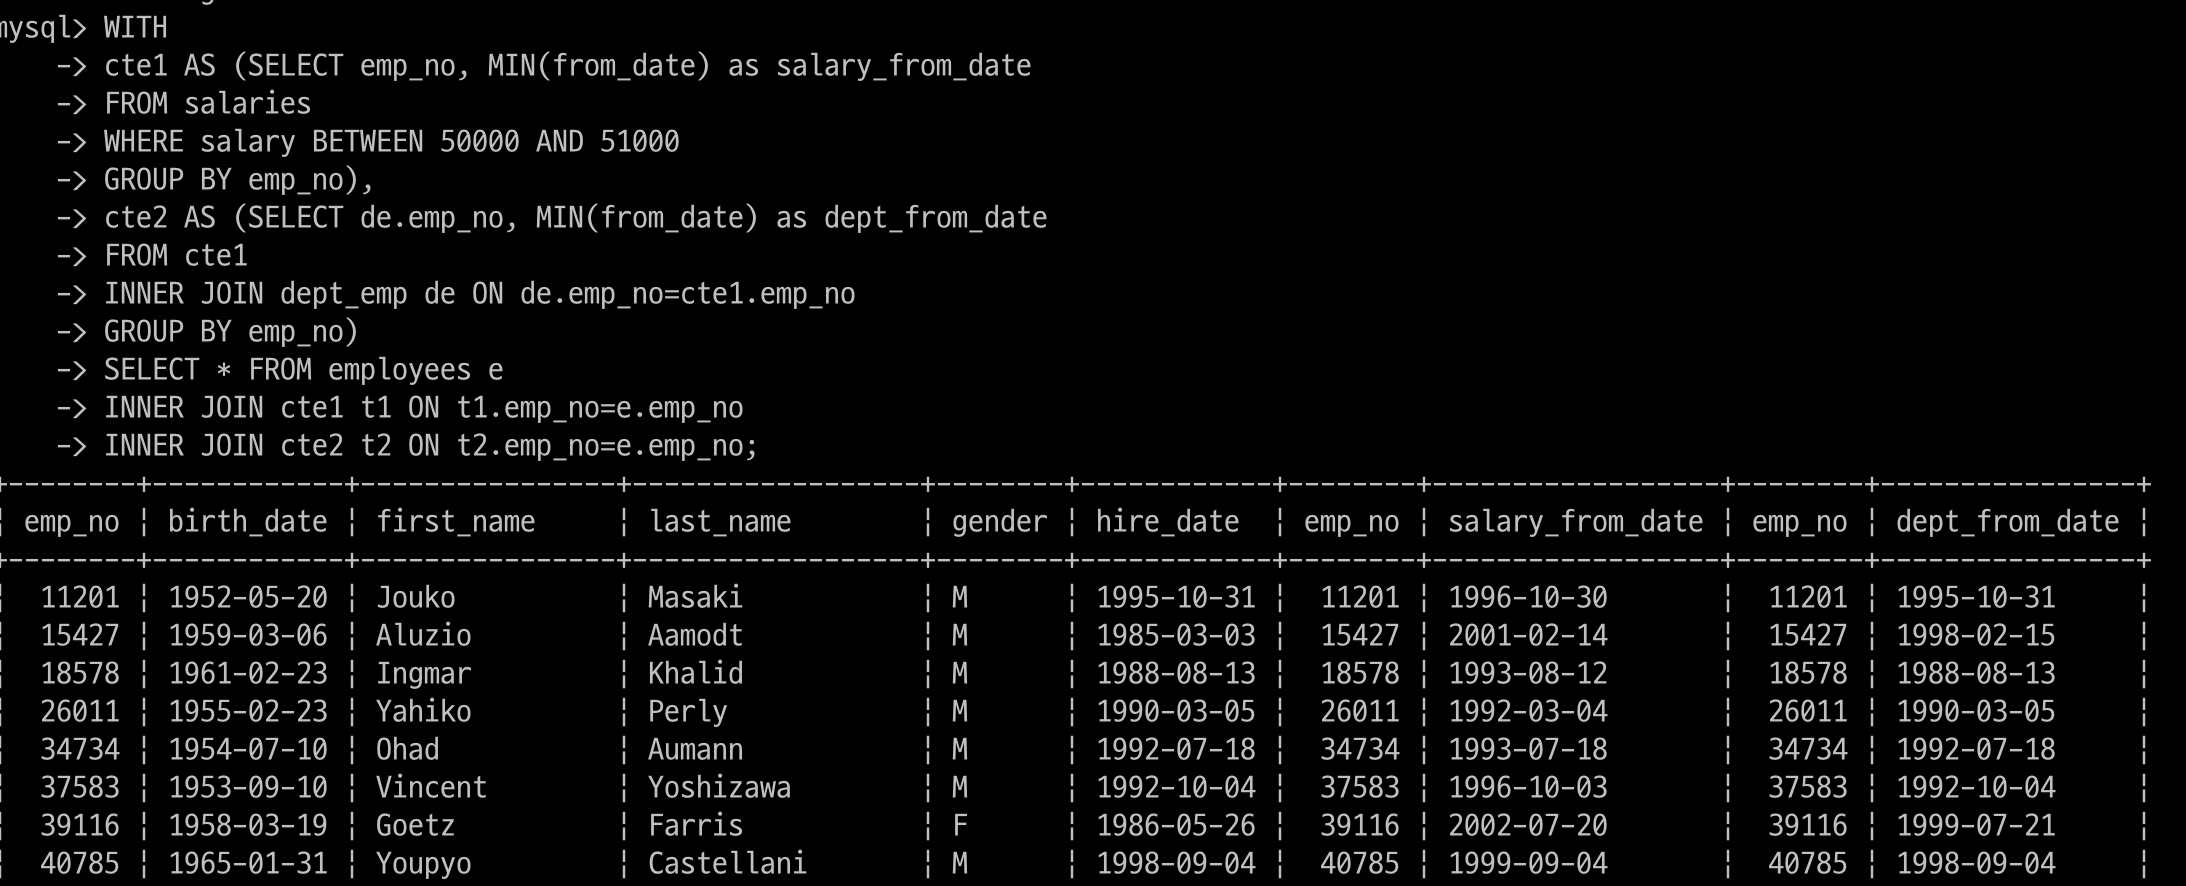 mysql> WITH
    -> cte1 AS (SELECT emp_no, MIN(from_date) as salary_from_date
    -> FROM salaries
    -> WHERE salary BETWEEN 50000 AND 51000
    -> GROUP BY emp_no),
    -> cte2 AS (SELECT de.emp_no, MIN(from_date) as dept_from_date
    -> FROM cte1
    -> INNER JOIN dept_emp de ON de.emp_no=cte1.emp_no
    -> GROUP BY emp_no)
    -> SELECT * FROM employees e
    -> INNER JOIN cte1 t1 ON t1.emp_no=e.emp_no
    -> INNER JOIN cte2 t2 ON t2.emp_no=e.emp_no;
+--------+------------+----------------+------------------+--------+------------+--------+------------------+--------+----------------+
| emp_no | birth_date | first_name     | last_name        | gender | hire_date  | emp_no | salary_from_date | emp_no | dept_from_date |
+--------+------------+----------------+------------------+--------+------------+--------+------------------+--------+----------------+
|  11201 | 1952-05-20 | Jouko          | Masaki           | M      | 1995-10-31 |  11201 | 1996-10-30       |  11201 | 1995-10-31     |
|  15427 | 1959-03-06 | Aluzio         | Aamodt           | M      | 1985-03-03 |  15427 | 2001-02-14       |  15427 | 1998-02-15     |
|  18578 | 1961-02-23 | Ingmar         | Khalid           | M      | 1988-08-13 |  18578 | 1993-08-12       |  18578 | 1988-08-13     |
|  26011 | 1955-02-23 | Yahiko         | Perly            | M      | 1990-03-05 |  26011 | 1992-03-04       |  26011 | 1990-03-05     |
|  34734 | 1954-07-10 | Ohad           | Aumann           | M      | 1992-07-18 |  34734 | 1993-07-18       |  34734 | 1992-07-18     |
|  37583 | 1953-09-10 | Vincent        | Yoshizawa        | M      | 1992-10-04 |  37583 | 1996-10-03       |  37583 | 1992-10-04     |
|  39116 | 1958-03-19 | Goetz          | Farris           | F      | 1986-05-26 |  39116 | 2002-07-20       |  39116 | 1999-07-21     |
|  40785 | 1965-01-31 | Youpyo         | Castellani       | M      | 1998-09-04 |  40785 | 1999-09-04       |  40785 | 1998-09-04     |